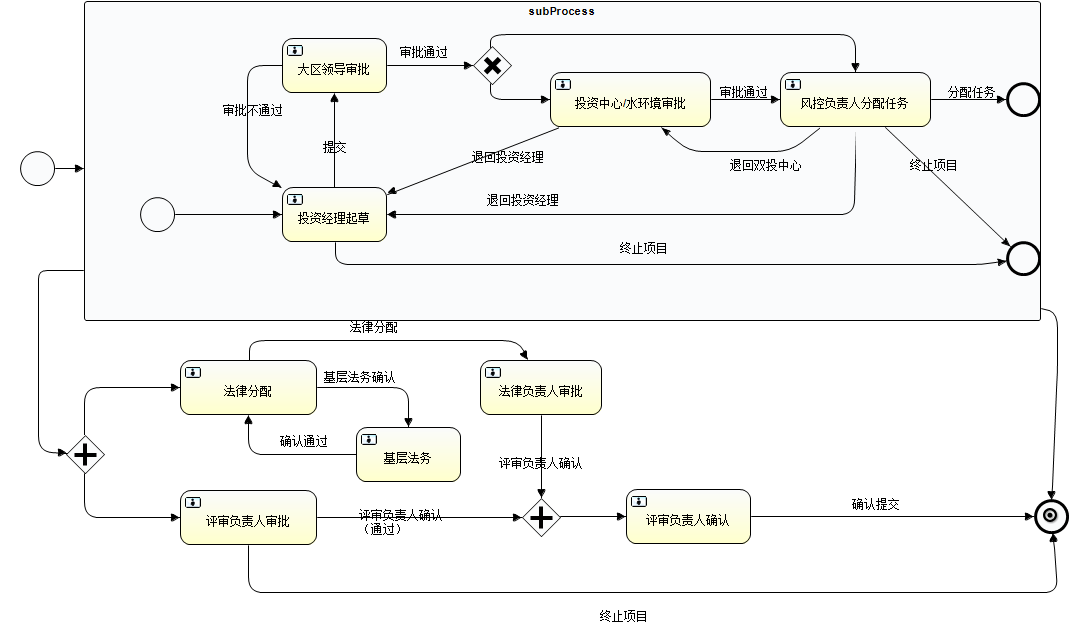 subProcess
审批通过
大区领导审批
审批不通过
提交
投资中心/水环境审批
审批通过
风控负责人分配任务
分配任务
退回投资经理
退回双投中心
终止项目
投资经理起草
退回投资经理
终止项目
法律分配
法律分配
基层法务确认
法律负责人审批
确认通过
基层法务
评审负责人确认
评审负责人审批
评审负责人确认
（通过）
评审负责人确认
确认提交
终止项目